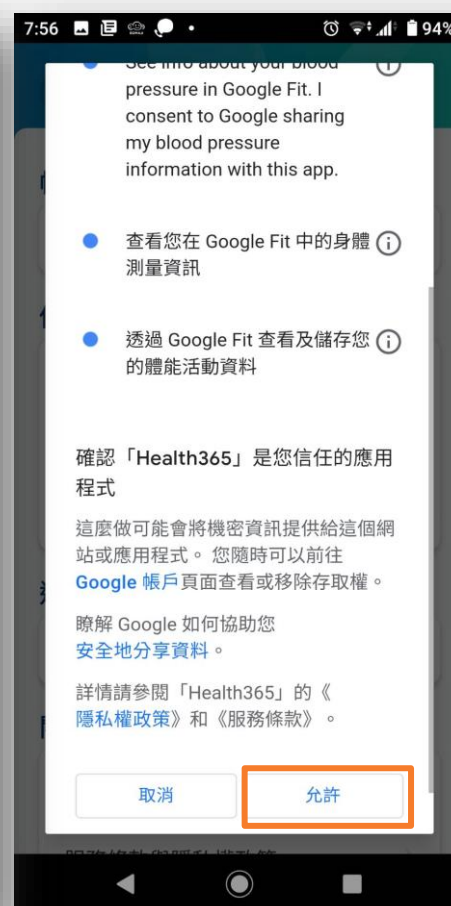 7:56
94%
See info about your blood
pressure in Google Fit. I
consent to Google sharing
my blood pressure
information with this app.
查看您在 Google Fit 中的身體
測量資訊
透過 Google Fit 查看及儲存您
的體能活動資料
確認「Health365」是您信任的應用
程式
這麼做可能會將機密資訊提供給這個網
站或應用程式。 您隨時可以前往
Google 帳戶頁面查看或移除存取權。
瞭解 Google 如何協助您
安全地分享資料。
詳情請參閱「Health365」的《
隱私權政策》和《服務條款》。
取消
允許